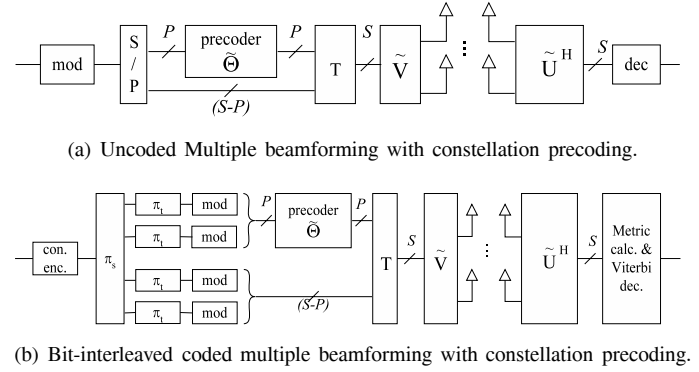 mod
S
/
P
P
precoder
Θ̃
P
(S-P)
T
S
Ṽ
Ũ^H
S
dec
(a) Uncoded Multiple beamforming with constellation precoding.
con.
enc.
π_s
π_t
mod
π_t
mod
π_t
mod
π_t
mod
P
precoder
Θ̃
P
(S-P)
T
S
Ṽ
Ũ^H
S
Metric
calc. &
Viterbi
dec.
(b) Bit-interleaved coded multiple beamforming with constellation precoding.